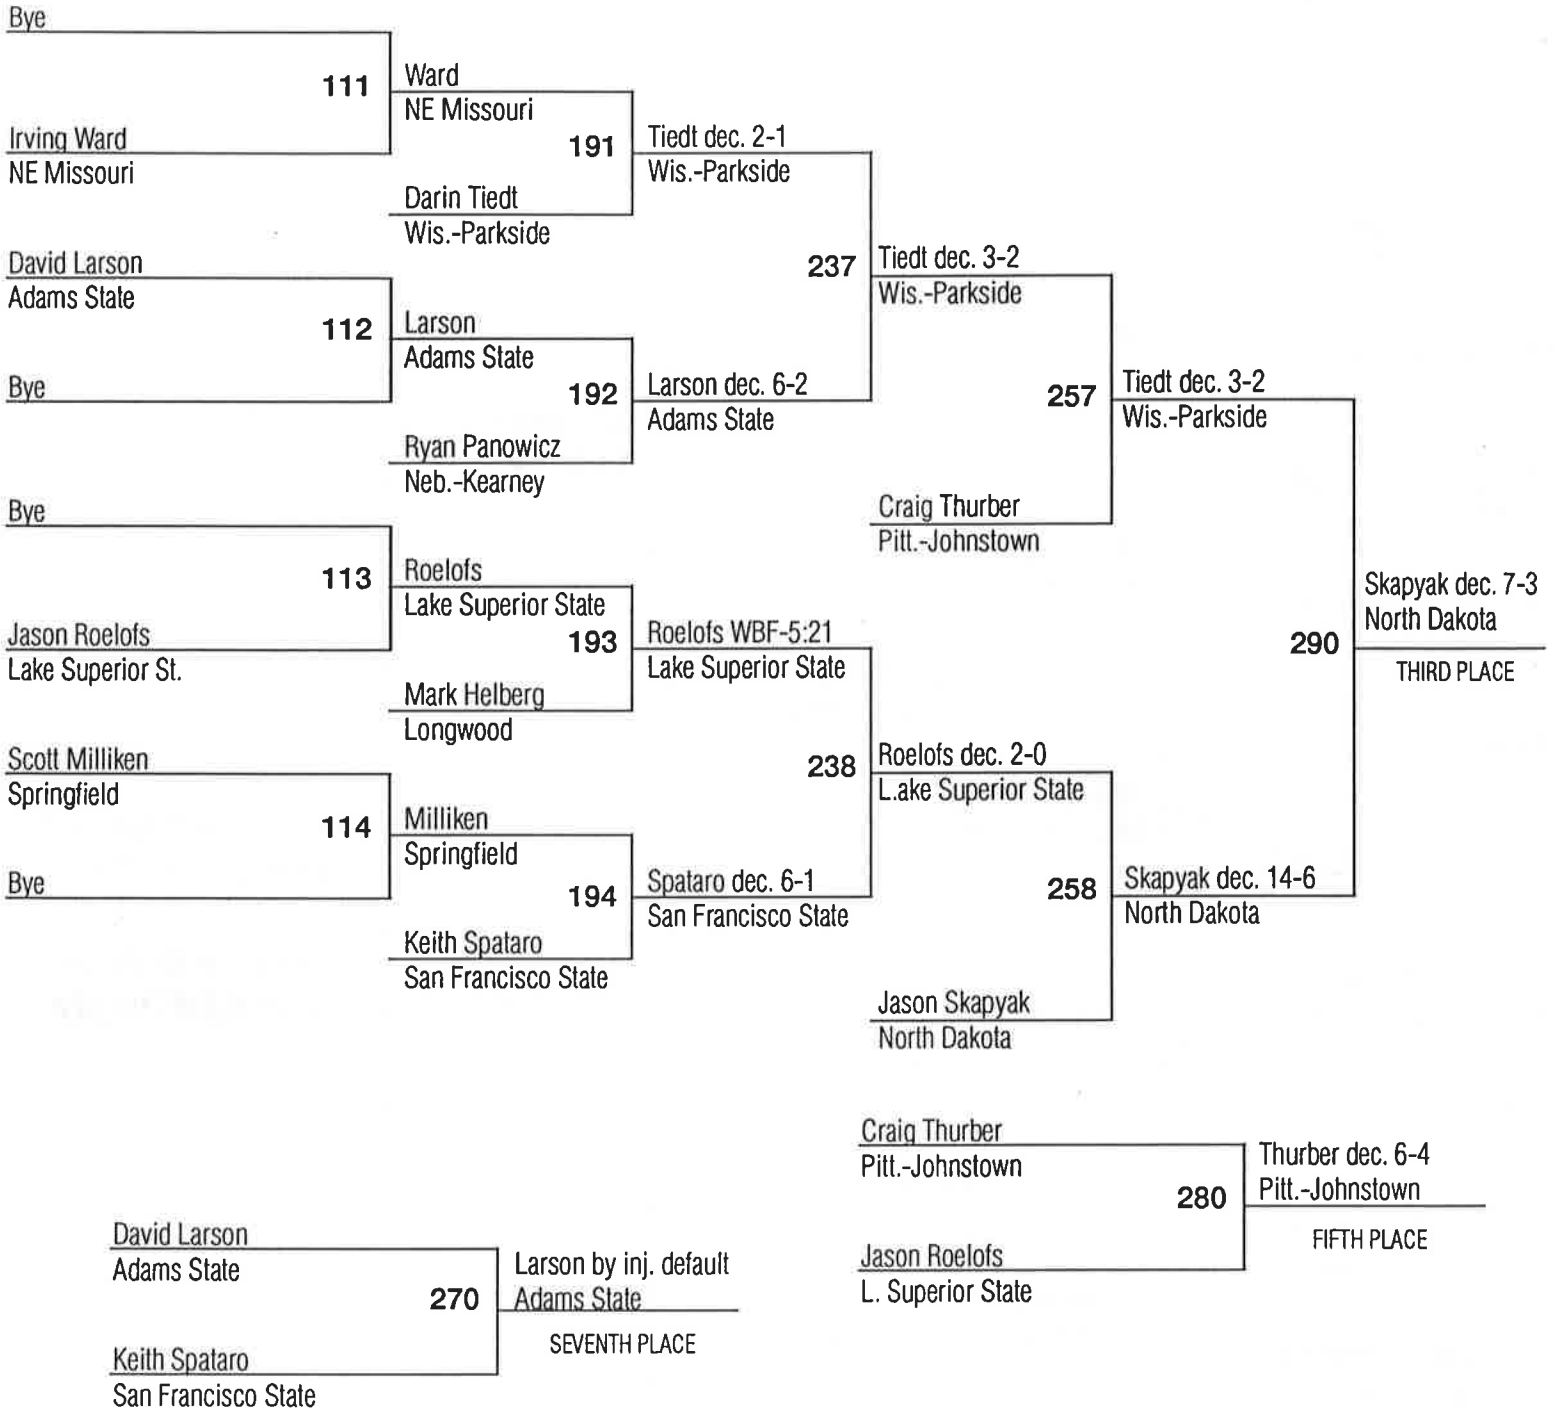 Bye
111
Irving Ward
NE Missouri
David Larson
Adams State
112
Bye
Bye
113
Jason Roelofs
Lake Superior St.
Scott Milliken
Springfield
114
Bye
Ward
NE Missouri
191
Darin Tiedt
Wis.-Parkside
Larson
Adams State
192
Ryan Panowicz
Neb.-Kearney
Roelofs
Lake Superior State
193
Mark Helberg
Longwood
Milliken
Springfield
194
Keith Spataro
San Francisco State
Tiedt dec. 2-1
Wis.-Parkside
237
Larson dec. 6-2
Adams State
Roelofs WBF-5:21
Lake Superior State
238
Spataro dec. 6-1
San Francisco State
Tiedt dec. 3-2
Wis.-Parkside
257
Craig Thurber
Pitt.-Johnstown
Roelofs dec. 2-0
L.ake Superior State
258
Jason Skapyak
North Dakota
Tiedt dec. 3-2
Wis.-Parkside
290
Skapyak dec. 14-6
North Dakota
Skapyak dec. 7-3
North Dakota
THIRD PLACE
Craig Thurber
Pitt.-Johnstown
280
Jason Roelofs
L. Superior State
Thurber dec. 6-4
Pitt.-Johnstown
FIFTH PLACE
David Larson
Adams State
270
Keith Spataro
San Francisco State
Larson by inj. default
Adams State
SEVENTH PLACE